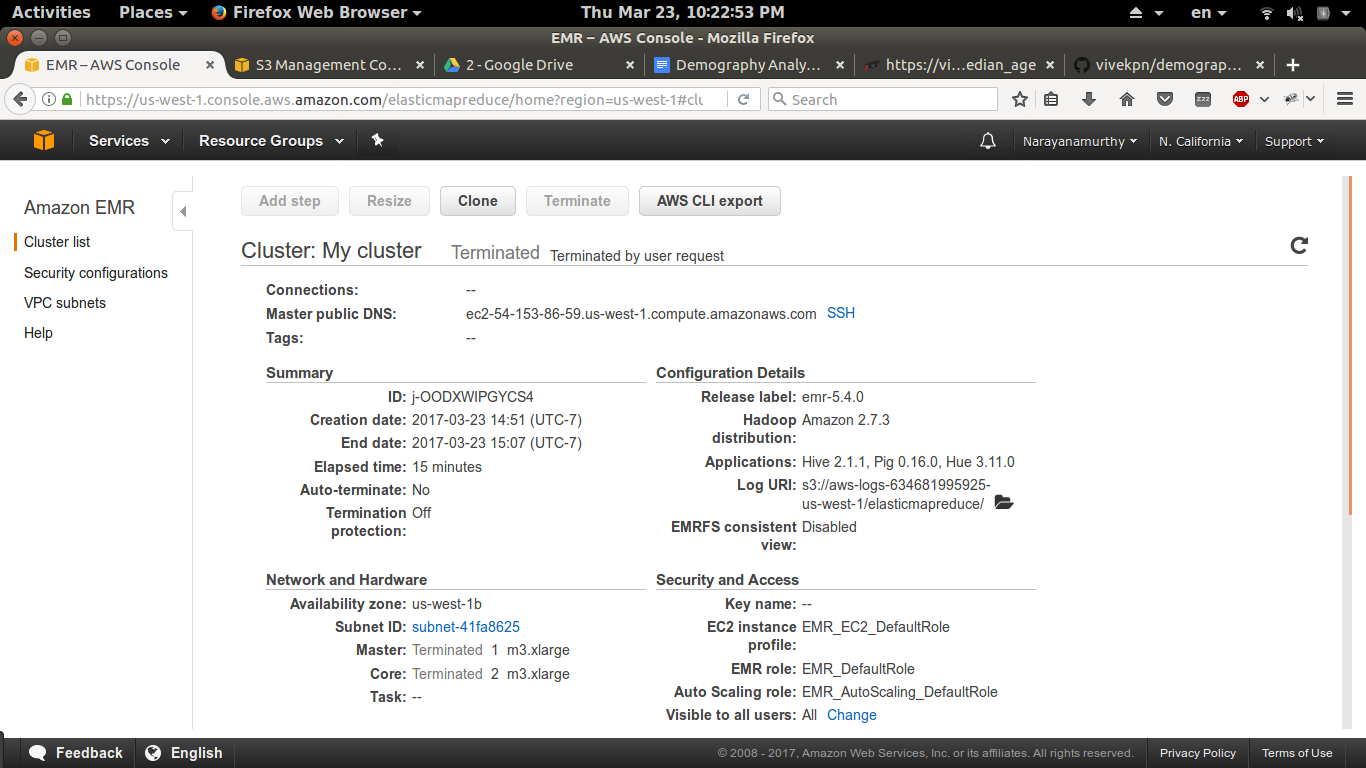 Activities Places Firefox Web Browser Thu Mar 23, 10:22:53 PM en
EMR – AWS Console - Mozilla Firefox
EMR – AWS Console S3 Management Co... 2 - Google Drive Demography Analy... https://vi...edian_age vivekpn/demograp...
https://us-west-1.console.aws.amazon.com/elasticmapreduce/home?region=us-west-1#clu Search ABP
Services Resource Groups Narayanamurthy N. California Support
Add step Resize Clone Terminate AWS CLI export
Amazon EMR
Cluster list
Security configurations
VPC subnets
Help
Cluster: My cluster Terminated Terminated by user request
Connections: --
Master public DNS: ec2-54-153-86-59.us-west-1.compute.amazonaws.com SSH
Tags: --
Summary
ID: j-OODXWIPGYCS4
Creation date: 2017-03-23 14:51 (UTC-7)
End date: 2017-03-23 15:07 (UTC-7)
Elapsed time: 15 minutes
Auto-terminate: No
Termination Off
protection:
Configuration Details
Release label: emr-5.4.0
Hadoop Amazon 2.7.3
distribution:
Applications: Hive 2.1.1, Pig 0.16.0, Hue 3.11.0
Log URI: s3://aws-logs-634681995925-
us-west-1/elasticmapreduce/
EMRFS consistent Disabled
view:
Network and Hardware
Availability zone: us-west-1b
Subnet ID: subnet-41fa8625
Master: Terminated 1 m3.xlarge
Core: Terminated 2 m3.xlarge
Task: --
Security and Access
Key name: --
EC2 instance EMR_EC2_DefaultRole
profile:
EMR role: EMR_DefaultRole
Auto Scaling role: EMR_AutoScaling_DefaultRole
Visible to all users: All Change
Feedback English © 2008 - 2017, Amazon Web Services, Inc. or its affiliates. All rights reserved. Privacy Policy Terms of Use